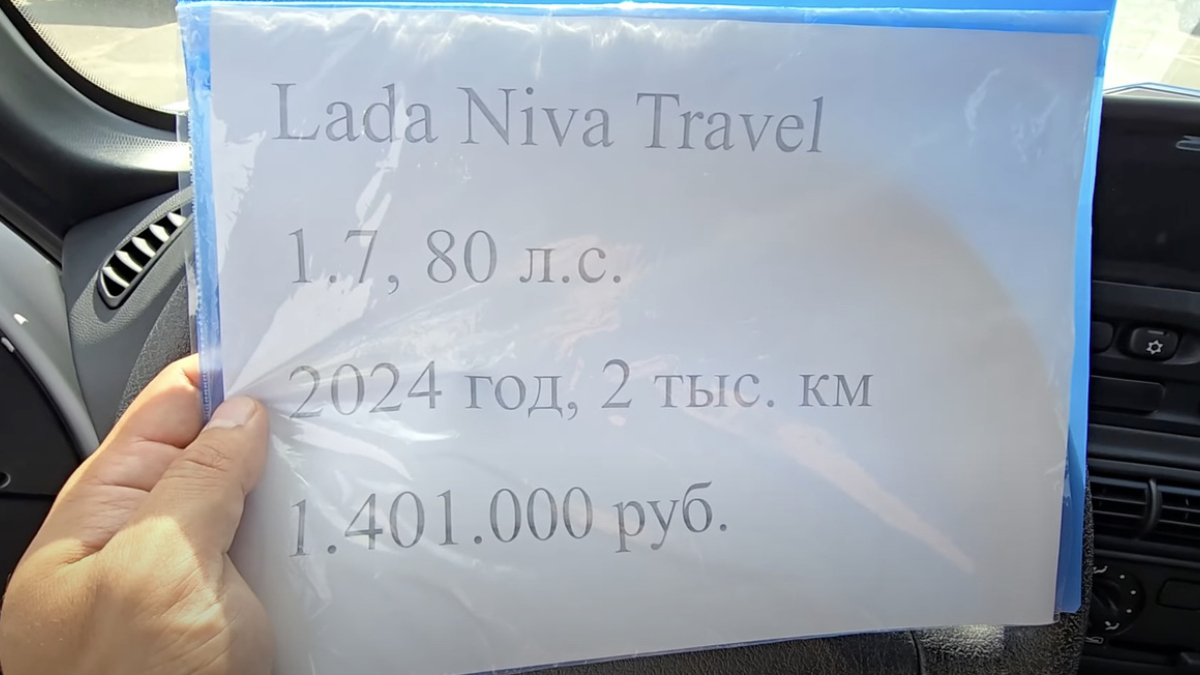 Lada Niva Travel
1.7, 80 л.с.
2024 год, 2 тыс. км
1.401.000 руб.